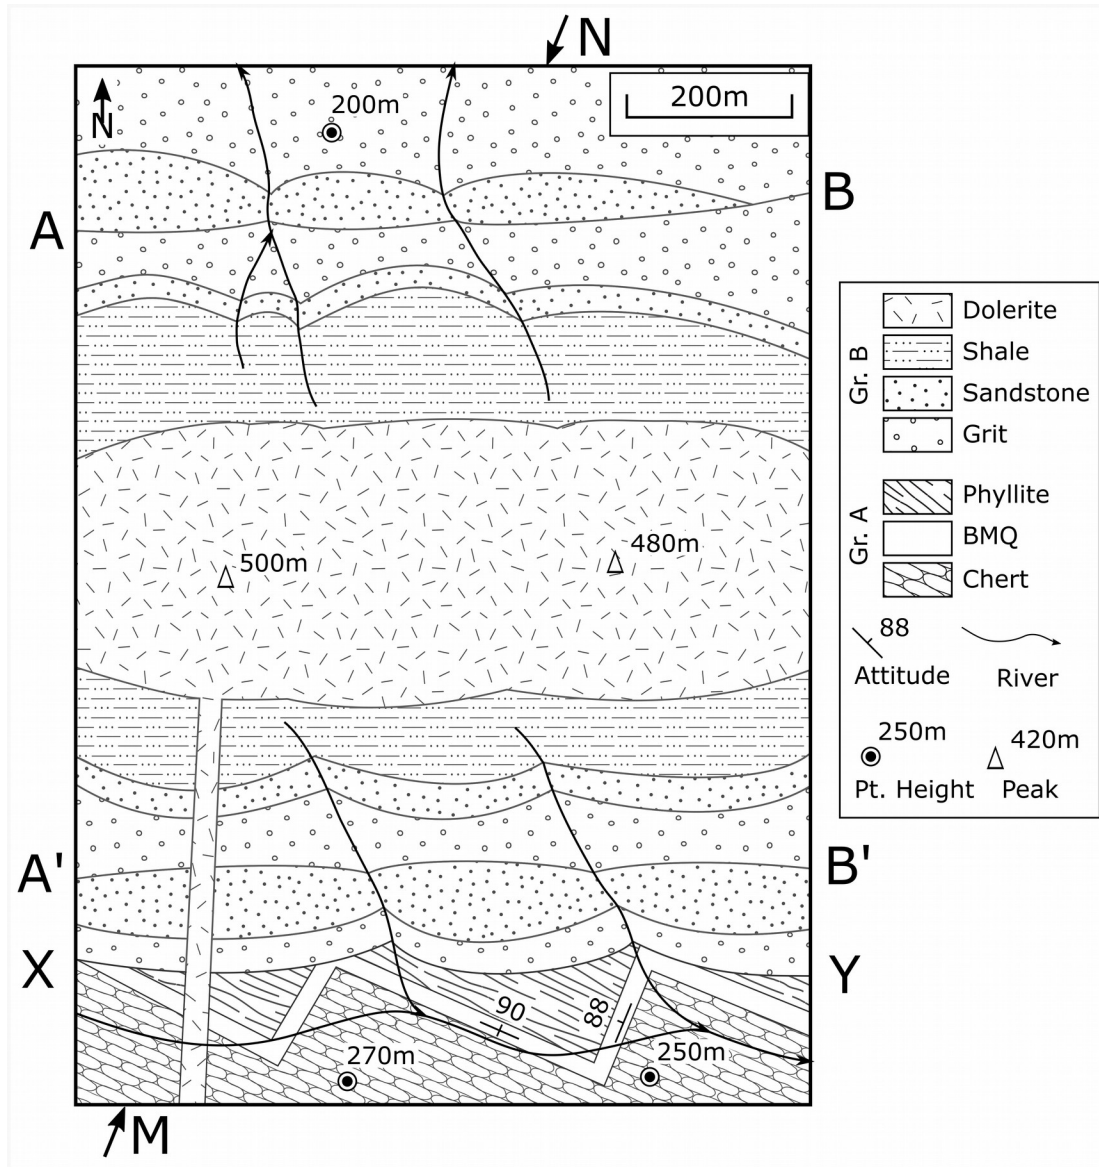 N
N
200m
200m
A
B
500m
480m
A'
B'
X
Y
90
88
270m
250m
M
Gr. B
Dolerite
Shale
Sandstone
Grit
Gr. A
Phyllite
BMQ
Chert
88
Attitude
River
250m
420m
Pt. Height
Peak